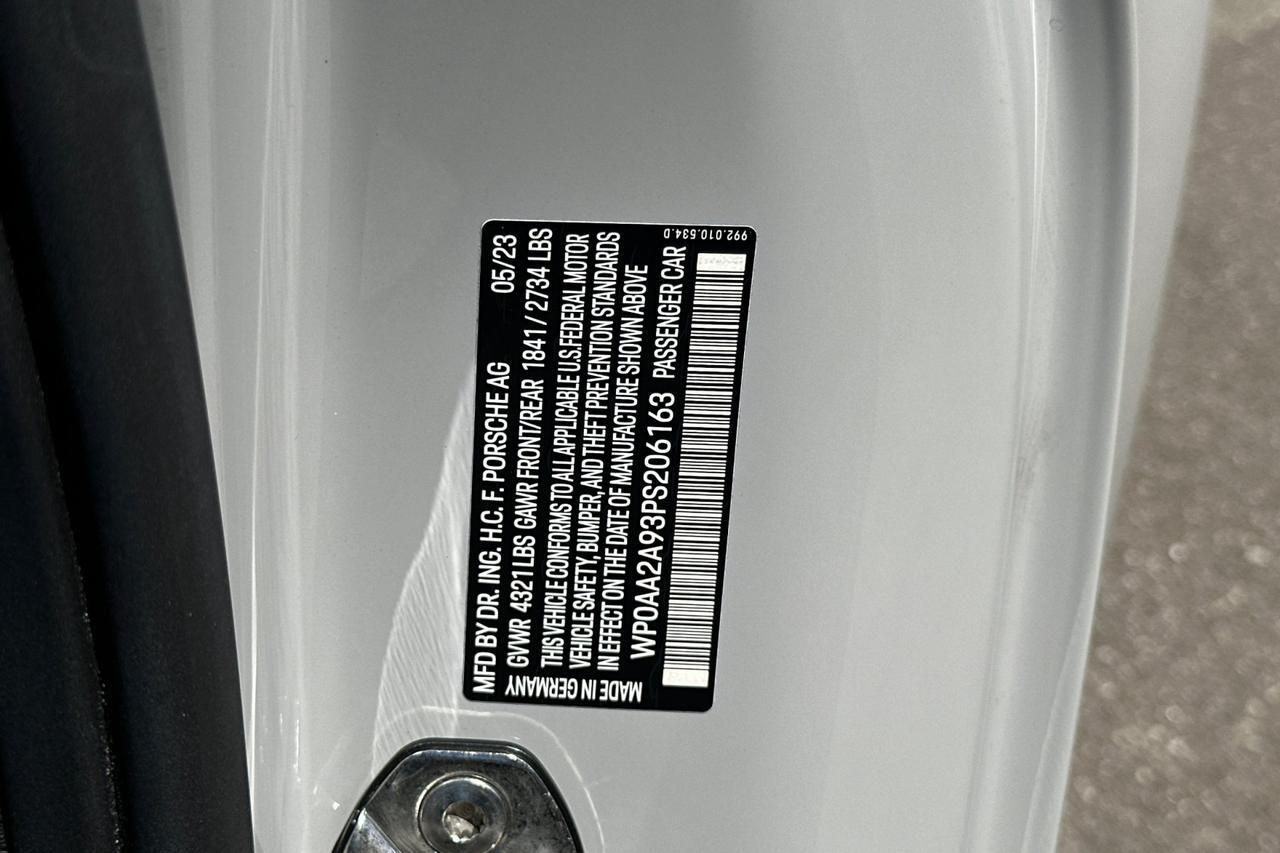 MFD BY DR. ING. H.C. F. PORSCHE AG 05/23
GVWR 4321 LBS GAWR FRONT/REAR 1841 / 2734 LBS
THIS VEHICLE CONFORMS TO ALL APPLICABLE U.S.FEDERAL MOTOR
VEHICLE SAFETY, BUMPER, AND THEFT PREVENTION STANDARDS
IN EFFECT ON THE DATE OF MANUFACTURE SHOWN ABOVE
WP0AA2A93PS206163 PASSENGER CAR
MADE IN GERMANY
992.010.534.D